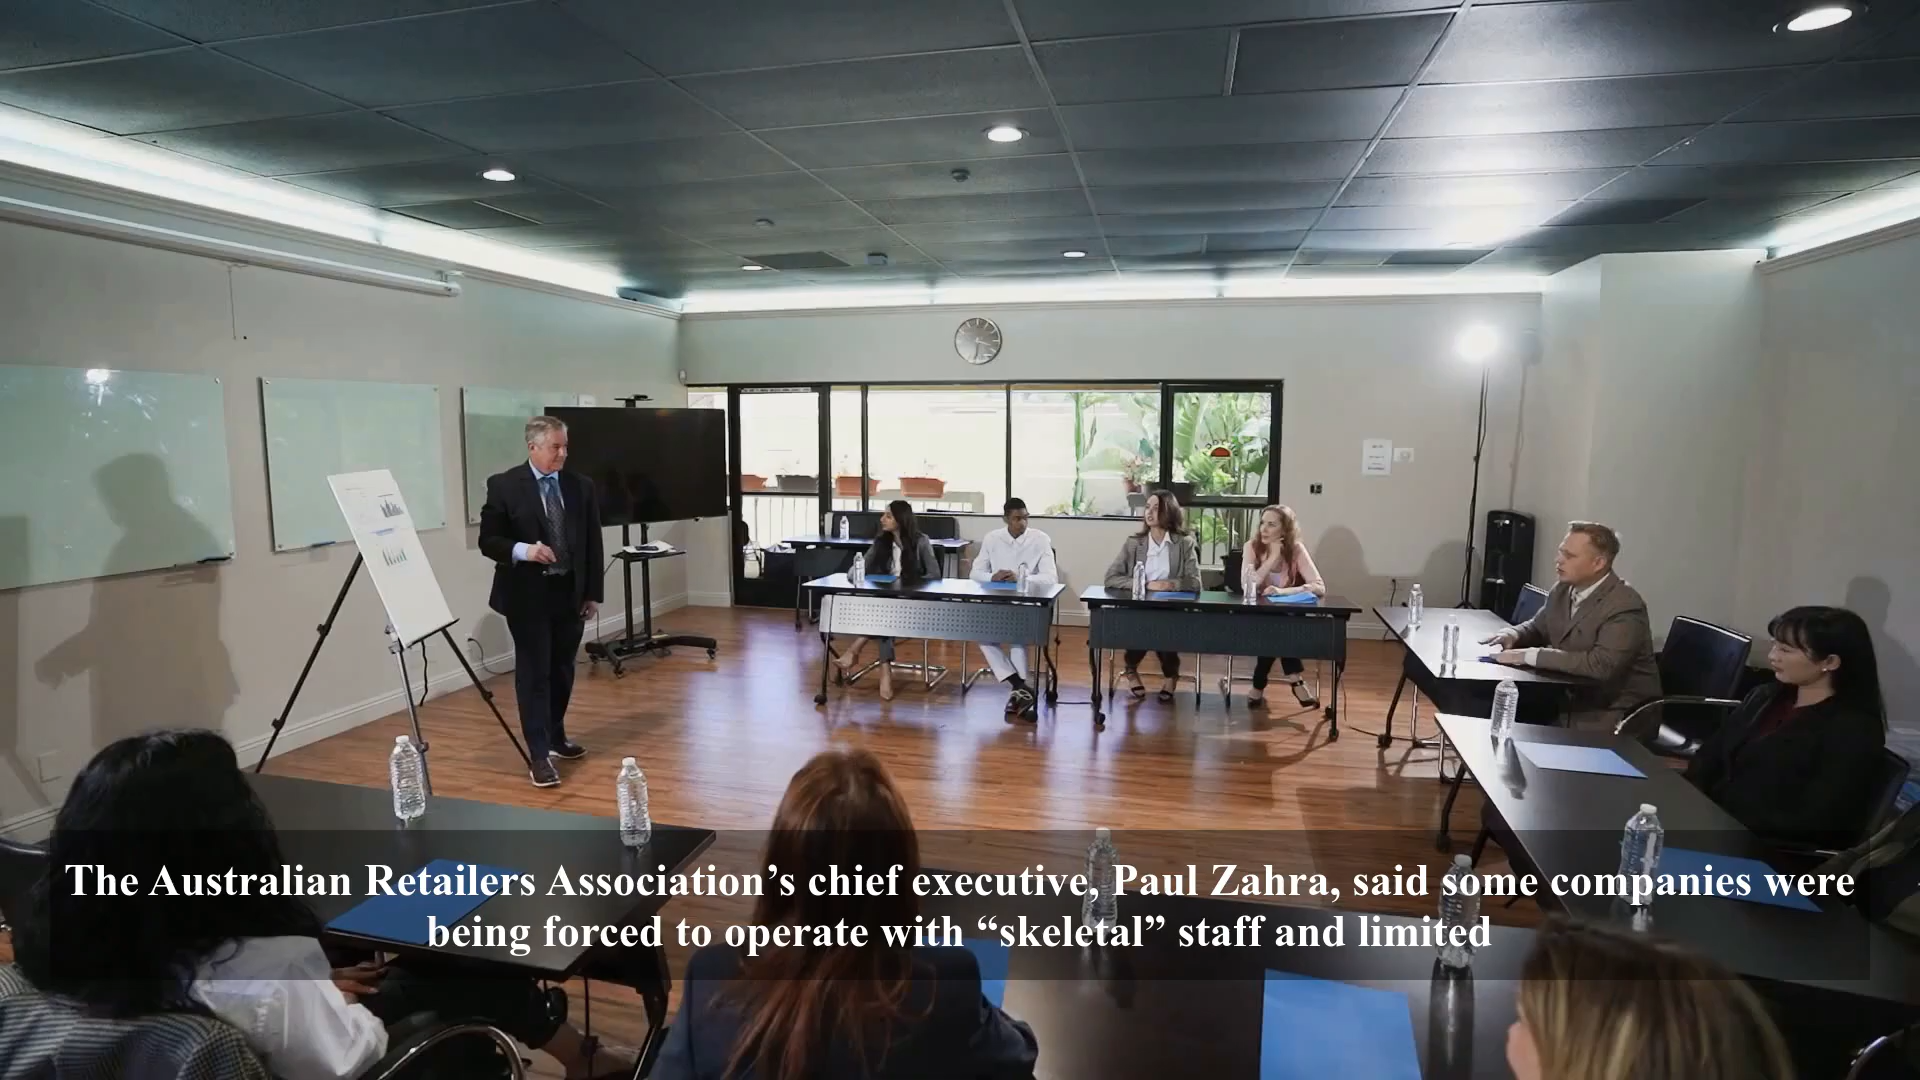 The Australian Retailers Association’s chief executive, Paul Zahra, said some companies were
being forced to operate with “skeletal” staff and limited